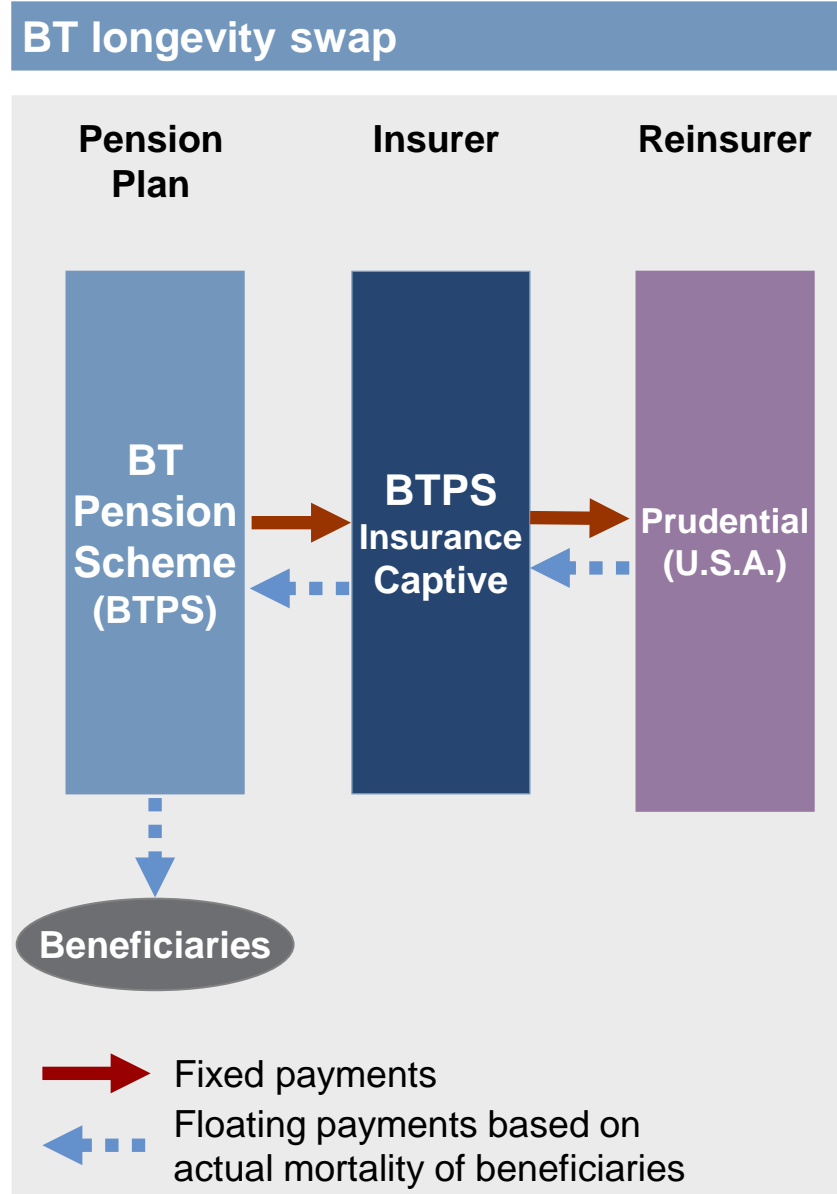 BT longevity swap
Pension
Plan
Insurer
Reinsurer
BT
Pension
Scheme
(BTPS)
BTPS
Insurance
Captive
Prudential
(U.S.A.)
Beneficiaries
Fixed payments
Floating payments based on
actual mortality of beneficiaries